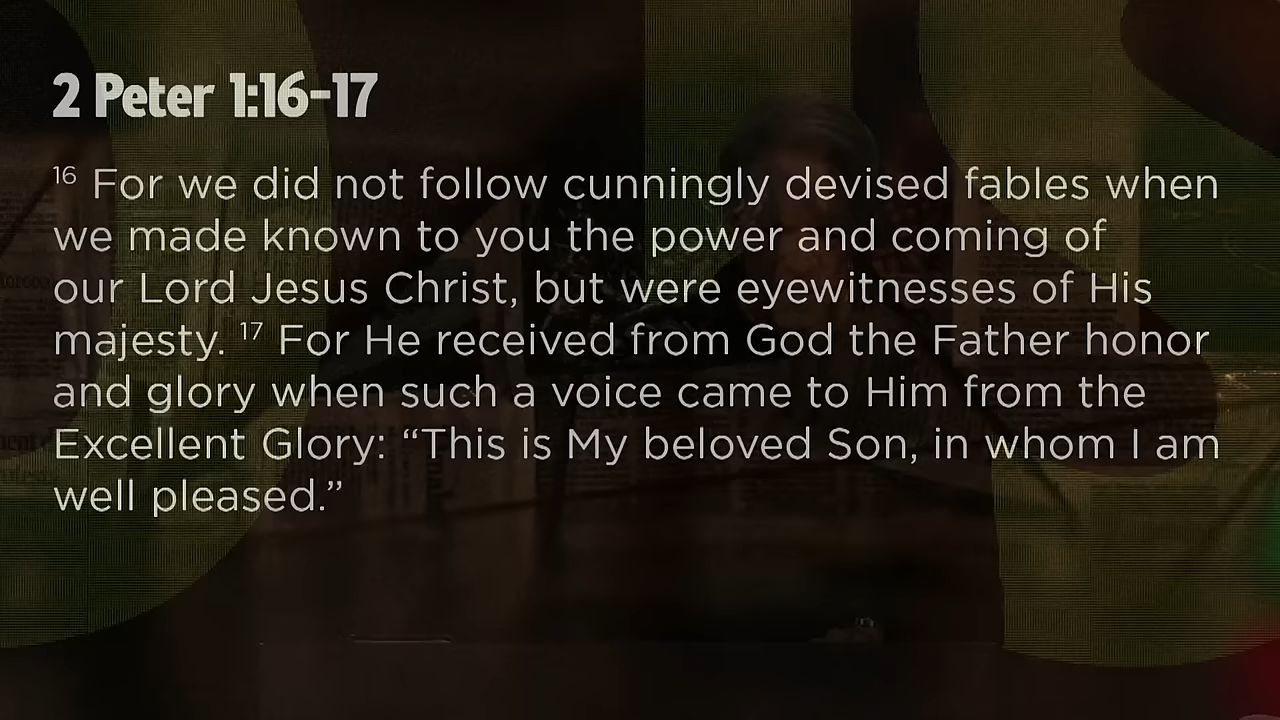 2 Peter 1:16-17
16 For we did not follow cunningly devised fables when
we made known to you the power and coming of
our Lord Jesus Christ, but were eyewitnesses of His
majesty. 17 For He received from God the Father honor
and glory when such a voice came to Him from the
Excellent Glory: “This is My beloved Son, in whom I am
well pleased.”